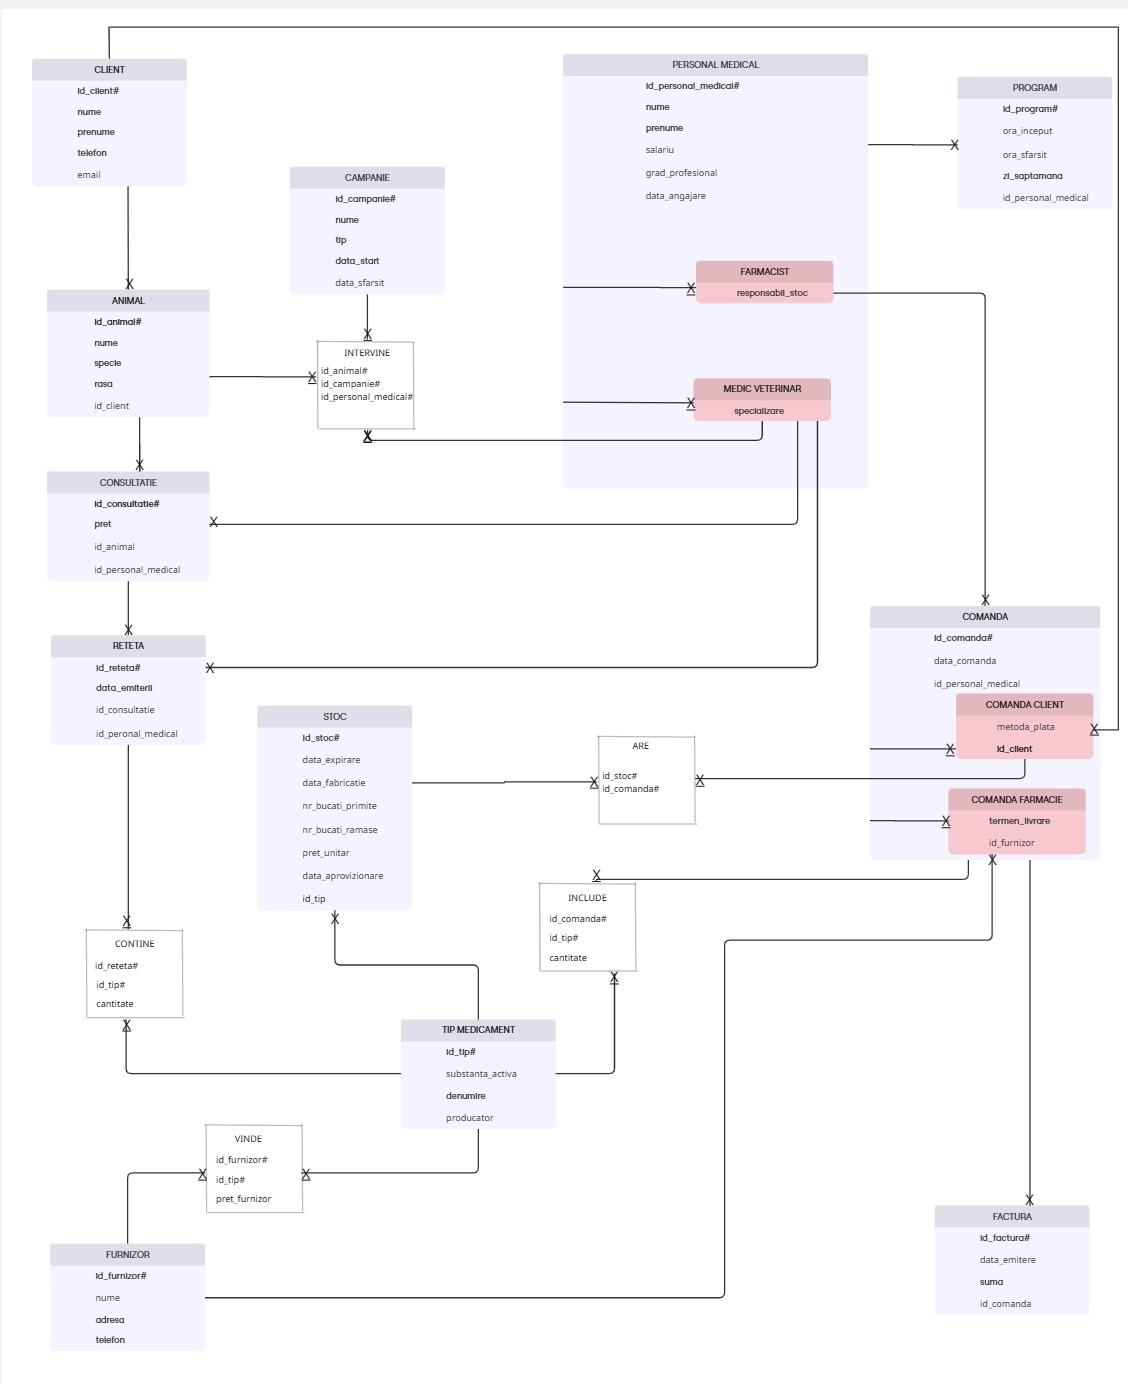 CLIENT
id_client#
nume
prenume
telefon
email
PERSONAL MEDICAL
id_personal_medical#
nume
prenume
salariu
grad_profesional
data_angajare
PROGRAM
id_program#
ora_inceput
ora_sfarsit
zi_saptamana
id_personal_medical
CAMPANIE
id_campanie#
nume
tip
data_start
data_sfarsit
FARMACIST
responsabil_stoc
ANIMAL
id_animal#
nume
specie
rasa
id_client
INTERVINE
id_animal#
id_campanie#
id_personal_medical#
MEDIC VETERINAR
specializare
CONSULTATIE
id_consultatie#
pret
id_animal
id_personal_medical
RETETA
id_reteta#
data_emiterii
id_consultatie
id_peronal_medical
COMANDA
id_comanda#
data_comanda
id_personal_medical
COMANDA CLIENT
metoda_plata
id_client
COMANDA FARMACIE
termen_livrare
id_furnizor
STOC
id_stoc#
data_expirare
data_fabricatie
nr_bucati_primite
nr_bucati_ramase
pret_unitar
data_aprovizionare
id_tip
ARE
id_stoc#
id_comanda#
INCLUDE
id_comanda#
id_tip#
cantitate
CONTINE
id_reteta#
id_tip#
cantitate
TIP MEDICAMENT
id_tip#
substanta_activa
denumire
producator
VINDE
id_furnizor#
id_tip#
pret_furnizor
FURNIZOR
id_furnizor#
nume
adresa
telefon
FACTURA
id_factura#
data_emitere
suma
id_comanda